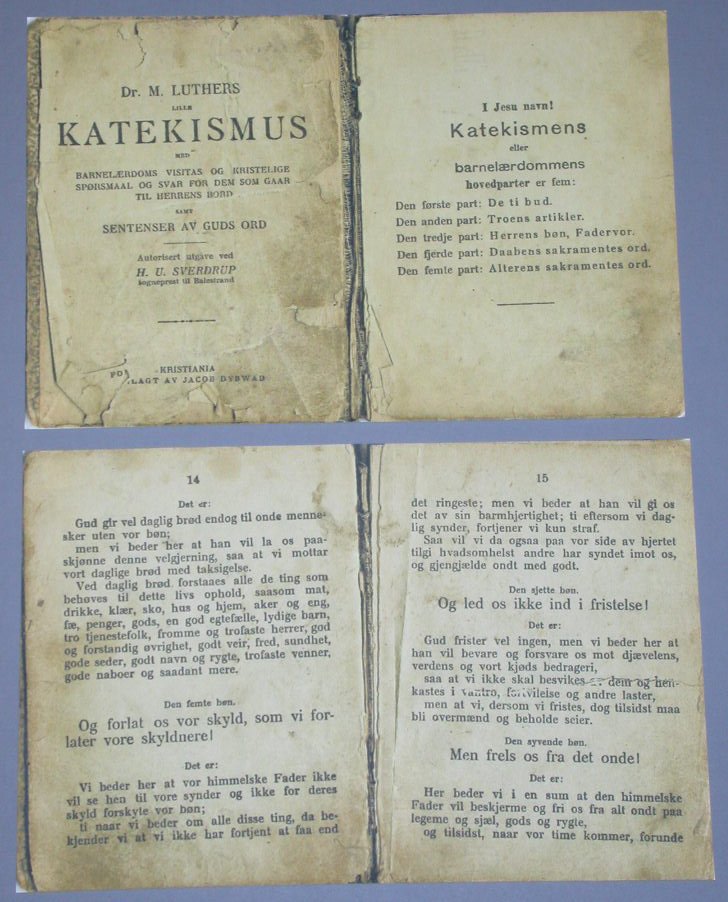 Dr. M. LUTHERS
LILLE
KATEKISMUS
MED
BARNELÆRDOMS VISITAS OG KRISTELIGE
SPØRSMAAL OG SVAR FOR DEM SOM GAAR
TIL HERRENS BORD
SAMT
SENTENSER AV GUDS ORD
Autorisert utgave ved
H. U. SVERDRUP
sogneprest til Balestrand
KRISTIANIA
LAGT AV JACOB DYBWAD
I Jesu navn!
Katekismens
eller
barnelærdommens
hovedparter er fem:
Den første part: De ti bud.
Den anden part: Troens artikler.
Den tredje part: Herrens bøn, Fadervor.
Den fjerde part: Daabens sakramentes ord.
Den femte part: Alterens sakramentes ord.
14
Det er:
Gud gir vel daglig brød endog til onde menne-
sker uten vor bøn;
men vi beder her at han vil la os paa-
skjønne denne velgjerning, saa at vi mottar
vort daglige brød med taksigelse.
Ved daglig brød forstaaes alle de ting som
behøves til dette livs ophold, saasom mat,
drikke, klær, sko, hus og hjem, aker og eng,
fæ, penger, gods, en god egtefælle, lydige barn,
tro tjenestefolk, fromme og trofaste herrer, god
og forstandig øvrighet, godt veir, fred, sundhet,
gode seder, godt navn og rygte, trofaste venner,
gode naboer og saadant mere.
Den femte bøn.
Og forlat os vor skyld, som vi for-
later vore skyldnere!
Det er:
Vi beder her at vor himmelske Fader ikke
vil se hen til vore synder og ikke for deres
skyld forskyte vor bøn;
ti naar vi beder om alle disse ting, da be-
kjender vi at vi ikke har fortjent at faa end
15
det ringeste; men vi beder at han vil gi os
det av sin barmhjertighet; ti eftersom vi dag-
lig synder, fortjener vi kun straf.
Saa vil vi da ogsaa paa vor side av hjertet
tilgi hvadsomhelst andre har syndet imot os,
og gjengjælde ondt med godt.
Den sjette bøn.
Og led os ikke ind i fristelse!
Det er:
Gud frister vel ingen, men vi beder her at
han vil bevare og forsvare os mot djævelens,
verdens og vort kjøds bedrageri,
saa at vi ikke skal besvikes av dem og hen-
kastes i vantro, fortvilelse og andre laster,
men at vi, dersom vi fristes, dog tilsidst maa
bli overmænd og beholde seier.
Den syvende bøn.
Men frels os fra det onde!
Det er:
Her beder vi i en sum at den himmelske
Fader vil beskjerme og fri os fra alt ondt paa
legeme og sjæl, gods og rygte,
og tilsidst, naar vor time kommer, forunde